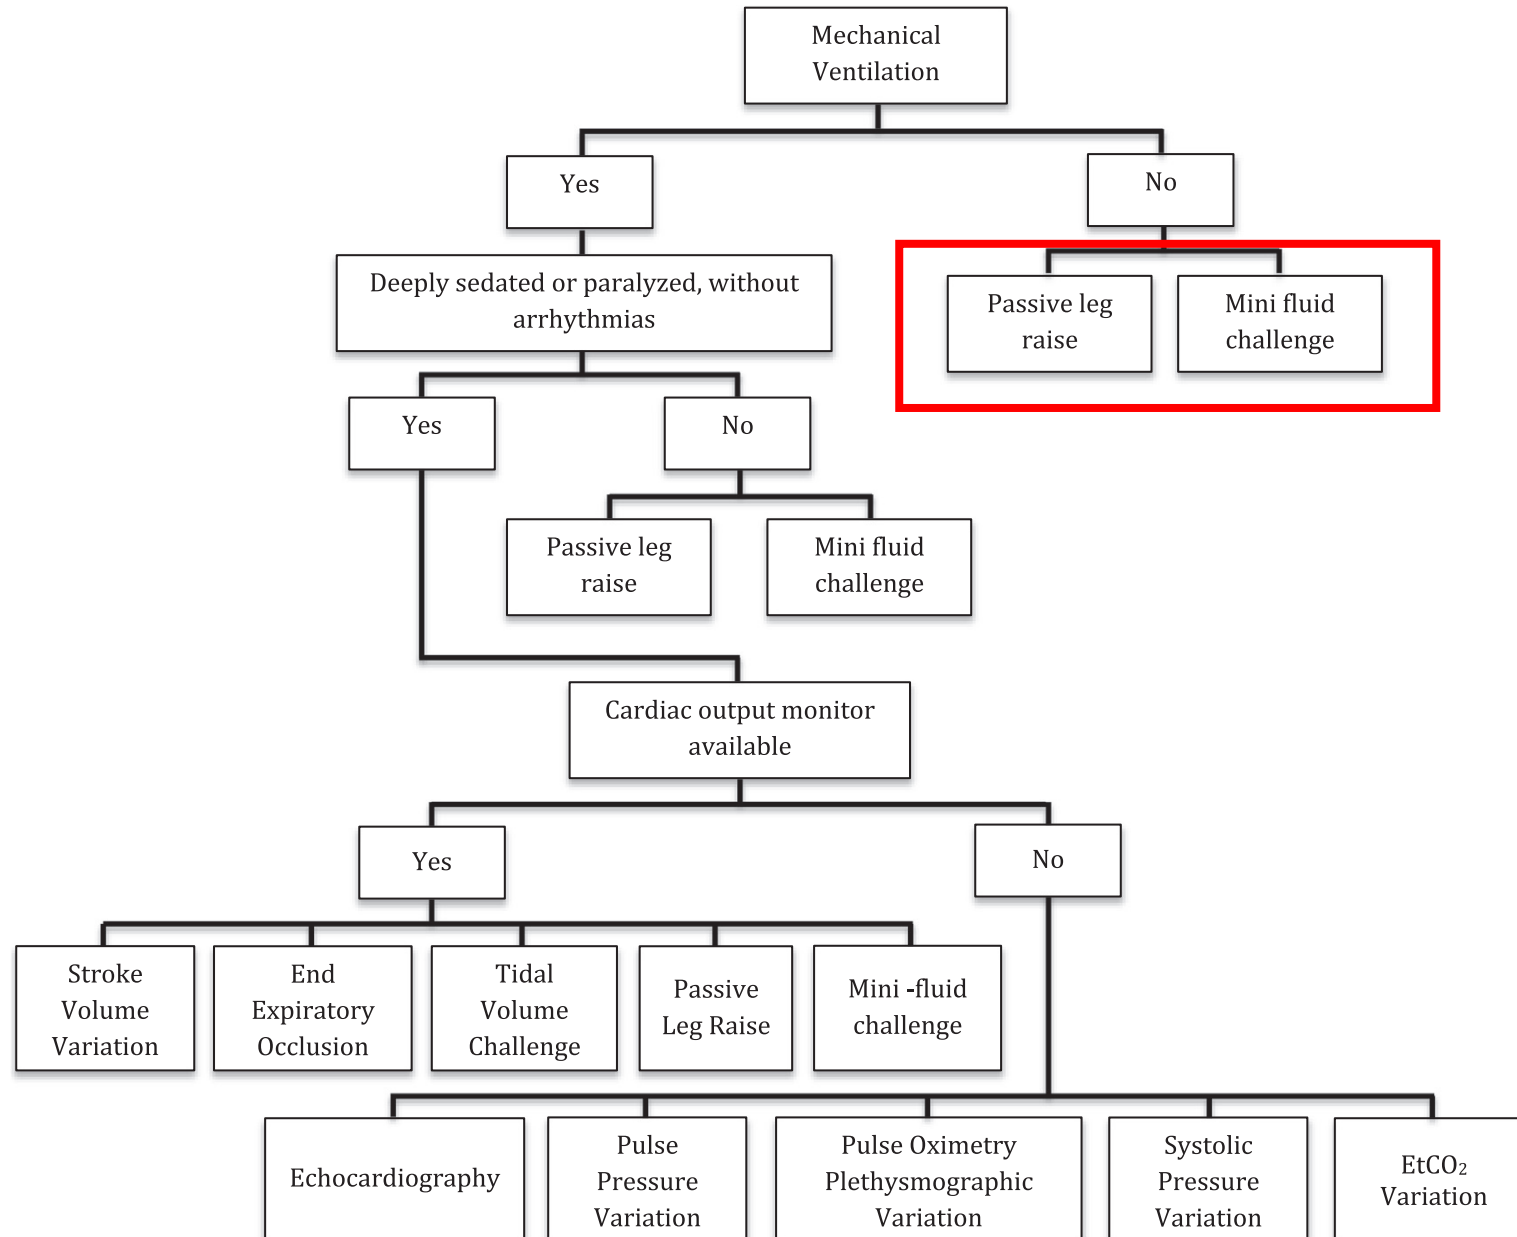 Mechanical
Ventilation
Yes
No
Deeply sedated or paralyzed, without
arrhythmias
Passive leg
raise
Mini fluid
challenge
Yes
No
Passive leg
raise
Mini fluid
challenge
Cardiac output monitor
available
Yes
No
Stroke
Volume
Variation
End
Expiratory
Occlusion
Tidal
Volume
Challenge
Passive
Leg Raise
Mini -fluid
challenge
Echocardiography
Pulse
Pressure
Variation
Pulse Oximetry
Plethysmographic
Variation
Systolic
Pressure
Variation
EtCO₂
Variation